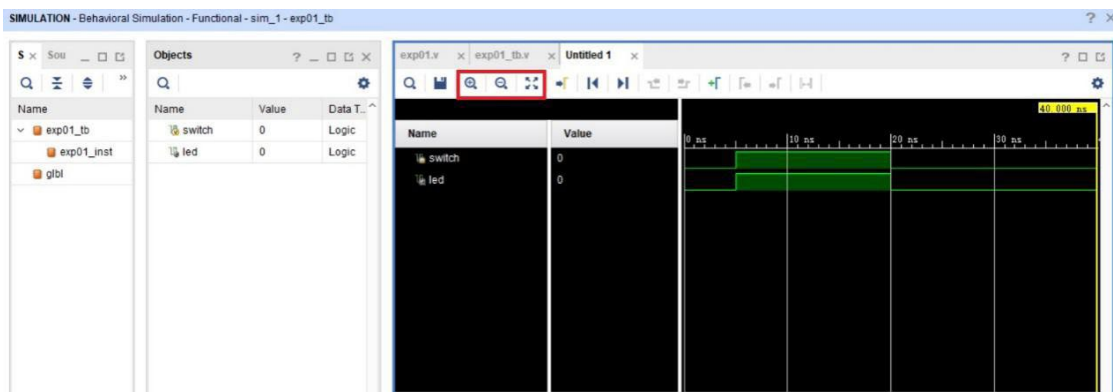 SIMULATION - Behavioral Simulation - Functional - sim_1 - exp01_tb
S Sou
Objects
exp01.v exp01_tb.v Untitled 1
Name
Name Value Data T...
exp01_tb
exp01_inst
glbl
switch 0 Logic
led 0 Logic
40.000 ns
Name Value
0 ns 10 ns 20 ns 30 ns
switch 0
led 0